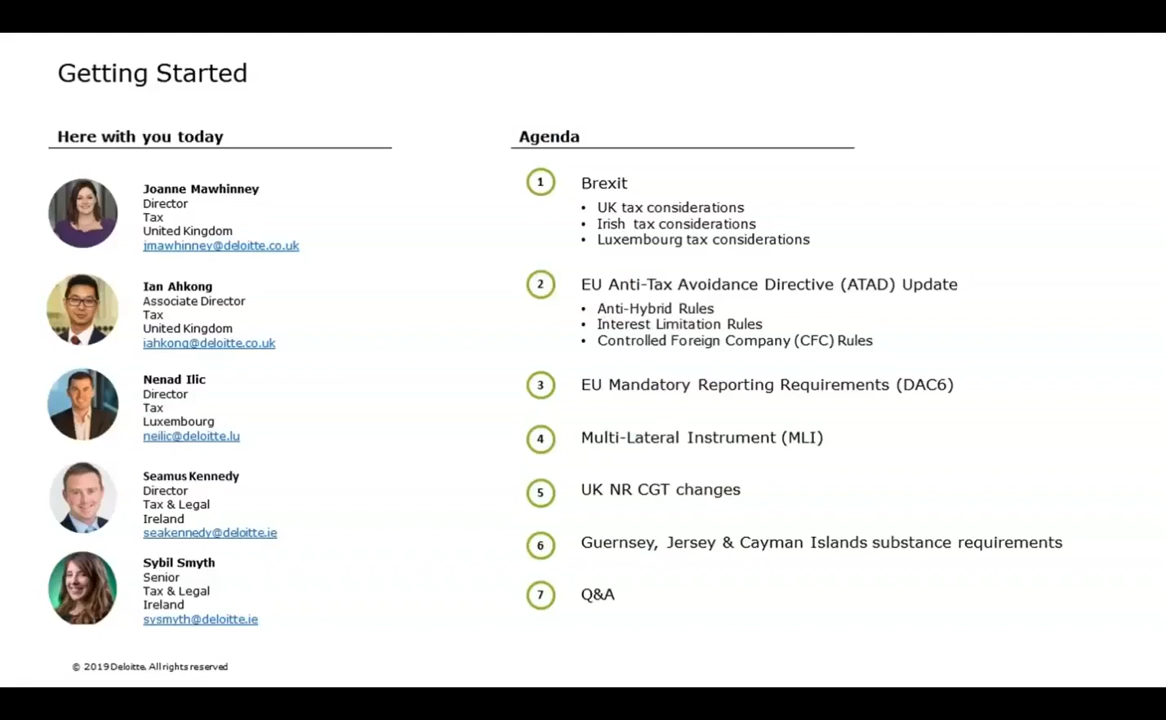 Getting Started
Here with you today
Joanne Mawhinney
Director
Tax
United Kingdom
jmawhinney@deloitte.co.uk
Ian Ahkong
Associate Director
Tax
United Kingdom
iahkong@deloitte.co.uk
Nenad Ilic
Director
Tax
Luxembourg
neilic@deloitte.lu
Seamus Kennedy
Director
Tax & Legal
Ireland
seakennedy@deloitte.ie
Sybil Smyth
Senior
Tax & Legal
Ireland
sysmyth@deloitte.ie
Agenda
1 Brexit
• UK tax considerations
• Irish tax considerations
• Luxembourg tax considerations
2 EU Anti-Tax Avoidance Directive (ATAD) Update
• Anti-Hybrid Rules
• Interest Limitation Rules
• Controlled Foreign Company (CFC) Rules
3 EU Mandatory Reporting Requirements (DAC6)
4 Multi-Lateral Instrument (MLI)
5 UK NR CGT changes
6 Guernsey, Jersey & Cayman Islands substance requirements
7 Q&A
© 2019 Deloitte. All rights reserved